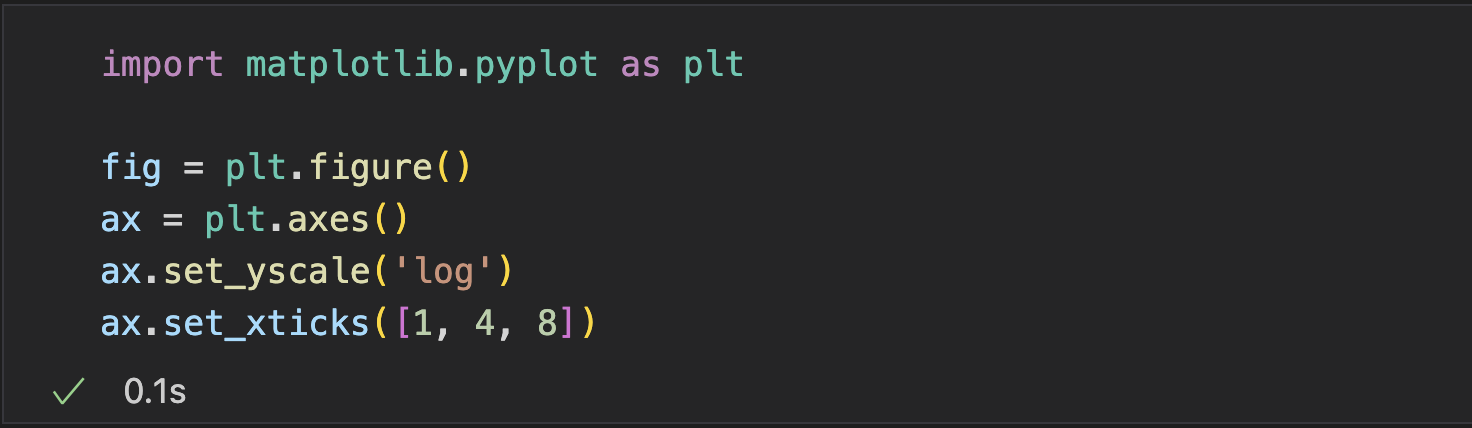 import matplotlib.pyplot as plt
fig = plt.figure()
ax = plt.axes()
ax.set_yscale('log')
ax.set_xticks([1, 4, 8])
0.1s